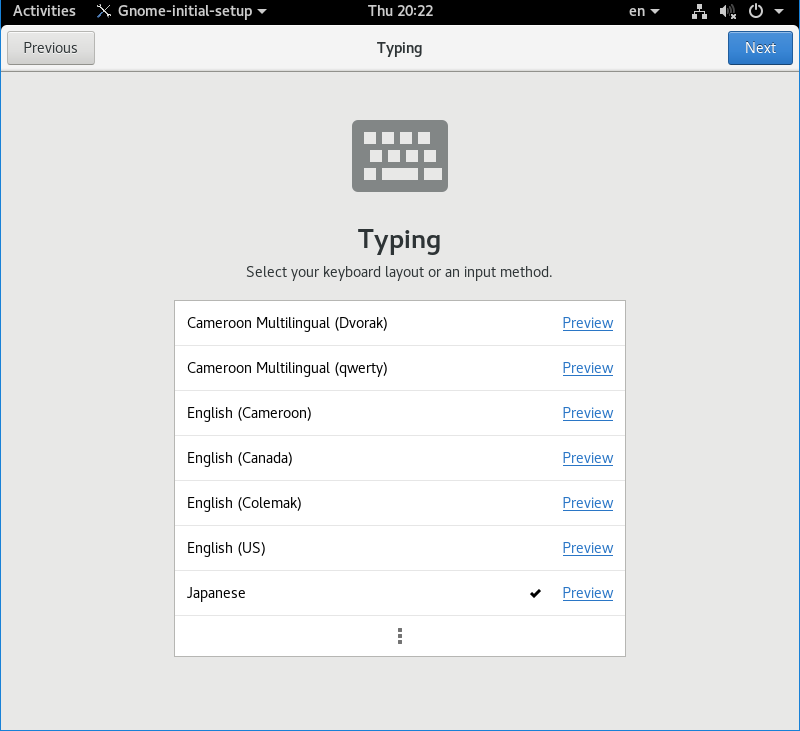 Activities Gnome-initial-setup Thu 20:22 en
Previous Typing Next
Typing
Select your keyboard layout or an input method.
Cameroon Multilingual (Dvorak) Preview
Cameroon Multilingual (qwerty) Preview
English (Cameroon) Preview
English (Canada) Preview
English (Colemak) Preview
English (US) Preview
Japanese Preview